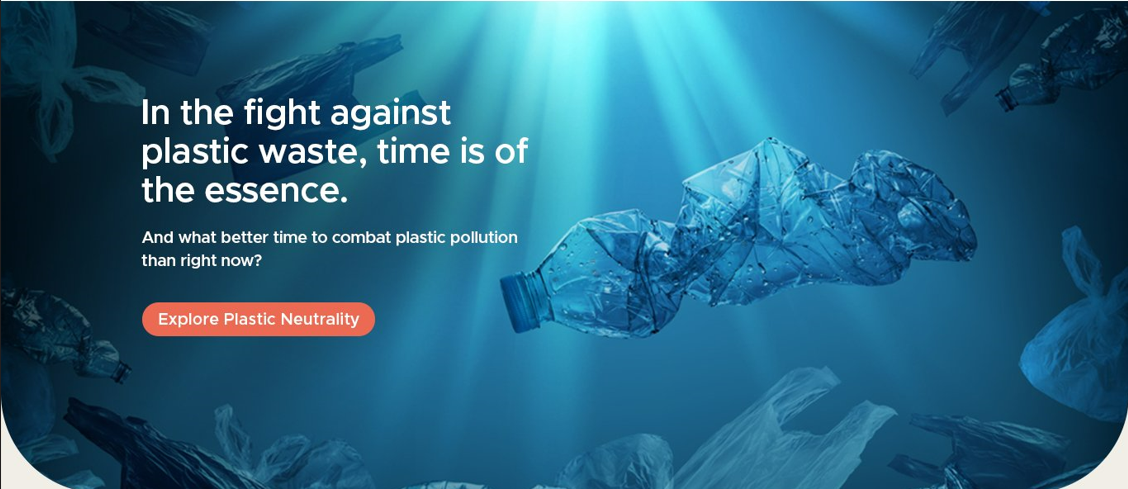 In the fight against
plastic waste, time is of
the essence.
And what better time to combat plastic pollution
than right now?
Explore Plastic Neutrality